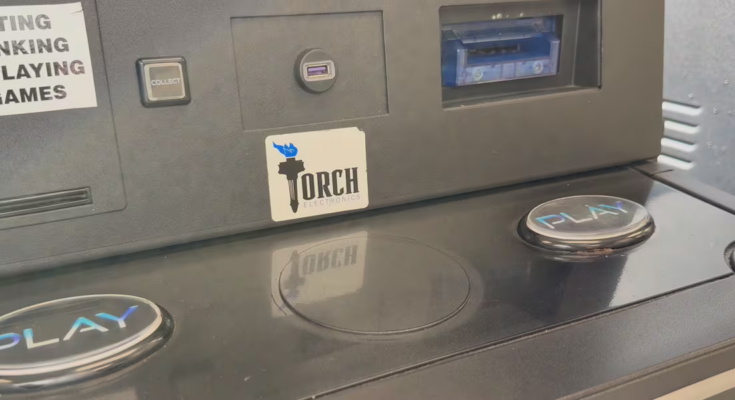 TING
NKING
LAYING
AMES
COLLECT
TORCH
ELECTRONICS
PLAY
PLAY